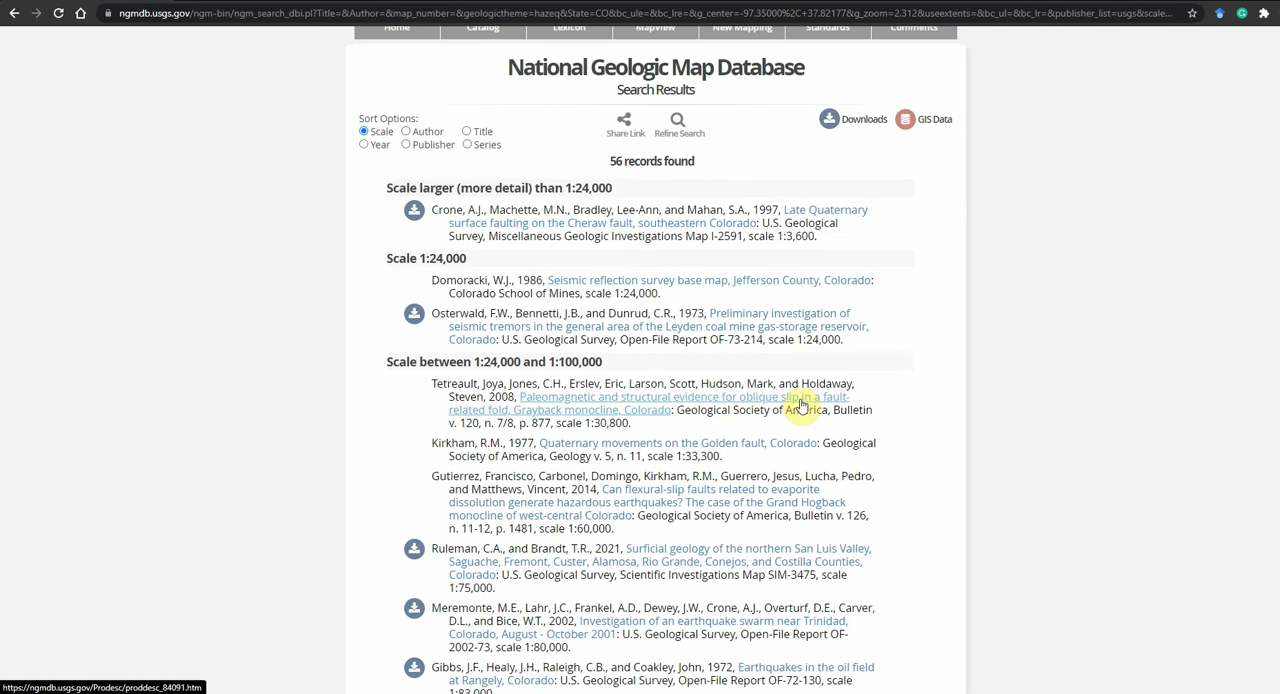 ngmdb.usgs.gov/ngm-bin/ngm_search_dbi.pl?Title=&Author=&map_number=&geologictheme=hazeq&State=CO&bc_ule=&bc_lre=&g_center=-97.35000%2C+37.82177&g_zoom=2.312&useextents=&bc_ul=&bc_lr=&publisher_list=usgs&scale...
Home Catalog Lexicon MapView New Mapping Standards Comments
National Geologic Map Database
Search Results
Sort Options:
Scale Author Title
Year Publisher Series
Share Link Refine Search
Downloads GIS Data
56 records found
Scale larger (more detail) than 1:24,000
Crone, A.J., Machette, M.N., Bradley, Lee-Ann, and Mahan, S.A., 1997, Late Quaternary
surface faulting on the Cheraw fault, southeastern Colorado: U.S. Geological
Survey, Miscellaneous Geologic Investigations Map I-2591, scale 1:3,600.
Scale 1:24,000
Domoracki, W.J., 1986, Seismic reflection survey base map, Jefferson County, Colorado:
Colorado School of Mines, scale 1:24,000.
Osterwald, F.W., Bennetti, J.B., and Dunrud, C.R., 1973, Preliminary investigation of
seismic tremors in the general area of the Leyden coal mine gas-storage reservoir,
Colorado: U.S. Geological Survey, Open-File Report OF-73-214, scale 1:24,000.
Scale between 1:24,000 and 1:100,000
Tetreault, Joya, Jones, C.H., Erslev, Eric, Larson, Scott, Hudson, Mark, and Holdaway,
Steven, 2008, Paleomagnetic and structural evidence for oblique slip in a fault-
related fold, Grayback monocline, Colorado: Geological Society of America, Bulletin
v. 120, n. 7/8, p. 877, scale 1:30,800.
Kirkham, R.M., 1977, Quaternary movements on the Golden fault, Colorado: Geological
Society of America, Geology v. 5, n. 11, scale 1:33,300.
Gutierrez, Francisco, Carbonel, Domingo, Kirkham, R.M., Guerrero, Jesus, Lucha, Pedro,
and Matthews, Vincent, 2014, Can flexural-slip faults related to evaporite
dissolution generate hazardous earthquakes? The case of the Grand Hogback
monocline of west-central Colorado: Geological Society of America, Bulletin v. 126,
n. 11-12, p. 1481, scale 1:60,000.
Ruleman, C.A., and Brandt, T.R., 2021, Surficial geology of the northern San Luis Valley,
Saguache, Fremont, Custer, Alamosa, Rio Grande, Conejos, and Costilla Counties,
Colorado: U.S. Geological Survey, Scientific Investigations Map SIM-3475, scale
1:75,000.
Meremonte, M.E., Lahr, J.C., Frankel, A.D., Dewey, J.W., Crone, A.J., Overturf, D.E., Carver,
D.L., and Bice, W.T., 2002, Investigation of an earthquake swarm near Trinidad,
Colorado, August - October 2001: U.S. Geological Survey, Open-File Report OF-
2002-73, scale 1:80,000.
Gibbs, J.F., Healy, J.H., Raleigh, C.B., and Coakley, John, 1972, Earthquakes in the oil field
at Rangely, Colorado: U.S. Geological Survey, Open-File Report OF-72-130, scale
1:83,000.
https://ngmdb.usgs.gov/Prodesc/proddesc_84091.htm